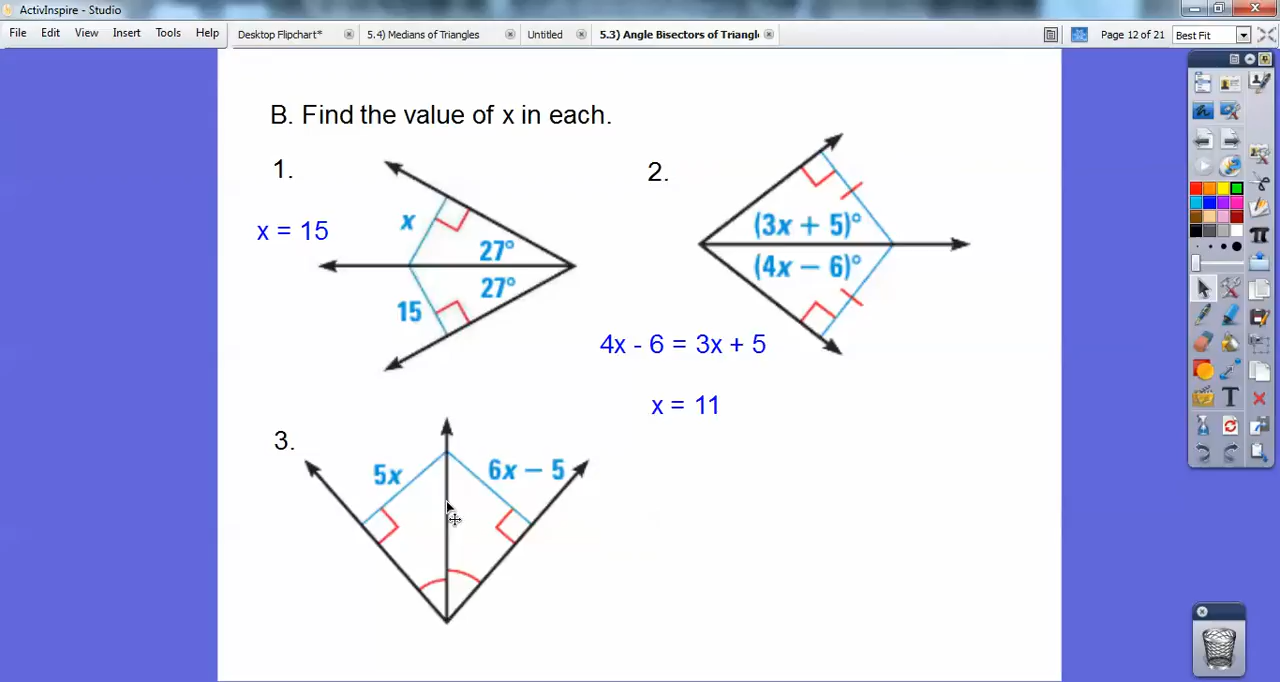 ActivInspire - Studio
File Edit View Insert Tools Help
Desktop Flipchart* 5.4) Medians of Triangles Untitled 5.3) Angle Bisectors of Triangl
Page 12 of 21 Best Fit
B. Find the value of x in each.
1.
x = 15
x
27°
27°
15
2.
(3x + 5)°
(4x − 6)°
4x - 6 = 3x + 5
x = 11
3.
5x
6x − 5